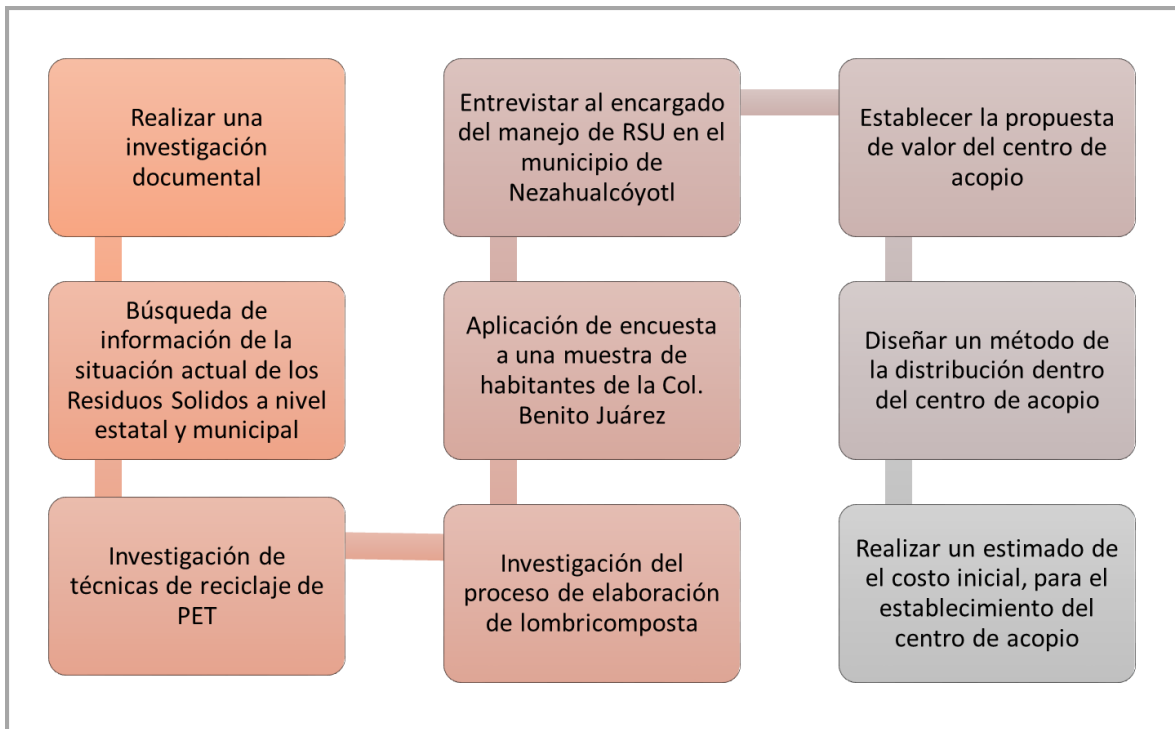 Realizar una
investigación
documental
Búsqueda de
información de la
situación actual de los
Residuos Solidos a nivel
estatal y municipal
Investigación de
técnicas de reciclaje de
PET
Investigación del
proceso de elaboración
de lombricomposta
Aplicación de encuesta
a una muestra de
habitantes de la Col.
Benito Juárez
Entrevistar al encargado
del manejo de RSU en el
municipio de
Nezahualcóyotl
Establecer la propuesta
de valor del centro de
acopio
Diseñar un método de
la distribución dentro
del centro de acopio
Realizar un estimado de
el costo inicial, para el
establecimiento del
centro de acopio